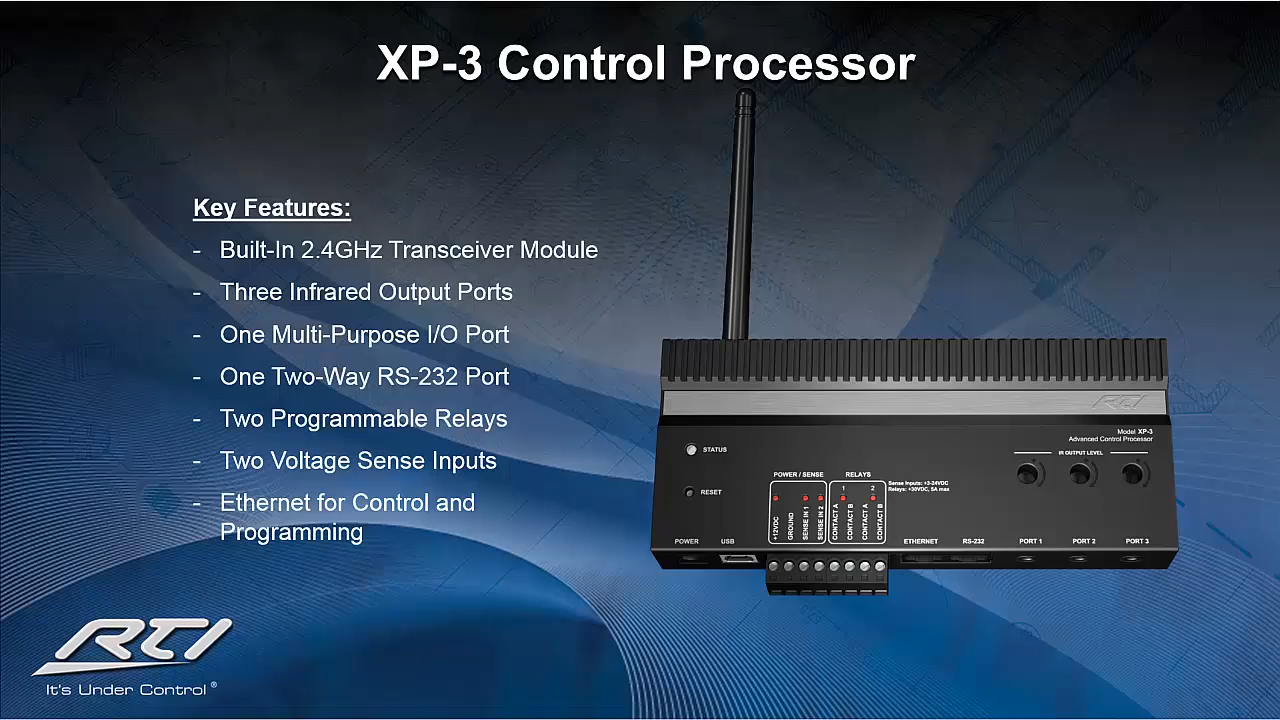 XP-3 Control Processor
Key Features:
- Built-In 2.4GHz Transceiver Module
- Three Infrared Output Ports
- One Multi-Purpose I/O Port
- One Two-Way RS-232 Port
- Two Programmable Relays
- Two Voltage Sense Inputs
- Ethernet for Control and
Programming
RTI
Model XP-3
Advanced Control Processor
IR OUTPUT LEVEL
STATUS
RESET
POWER / SENSE
RELAYS
Sense Inputs: +3-24VDC
Relays: +30VDC, 5A max
1 2
+12VDC
GROUND
SENSE IN 1
SENSE IN 2
CONTACT A
CONTACT B
CONTACT A
CONTACT B
POWER
USB
ETHERNET
RS-232
PORT 1
PORT 2
PORT 3
RTI
It's Under Control®